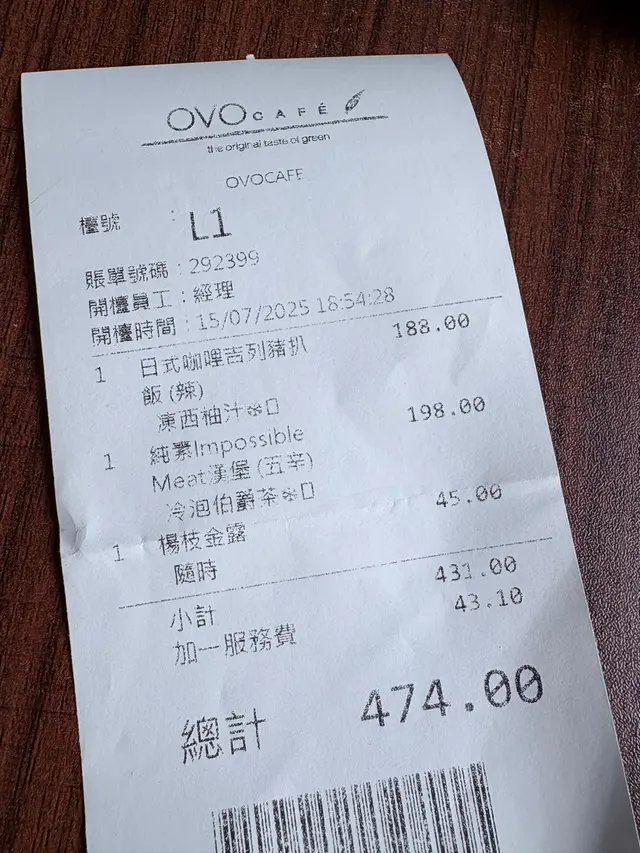 OVO CAFÉ
the original taste of green
OVOCAFE
檯號 : L1
賬單號碼 : 292399
開檯員工 : 經理
開檯時間 : 15/07/2025 18:54:28
1 日式咖哩吉列豬扒 188.00
飯 (辣)
凍西柚汁❄
1 純素Impossible 198.00
Meat漢堡 (五辛)
冷泡伯爵茶❄
1 楊枝金露 45.00
隨時
小計 431.00
加一服務費 43.10
總計 474.00